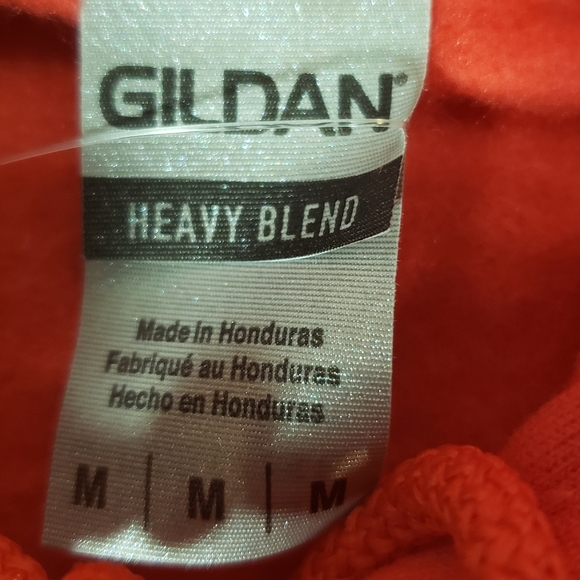 GILDAN®
HEAVY BLEND
Made in Honduras
Fabriqué au Honduras
Hecho en Honduras
M | M | M